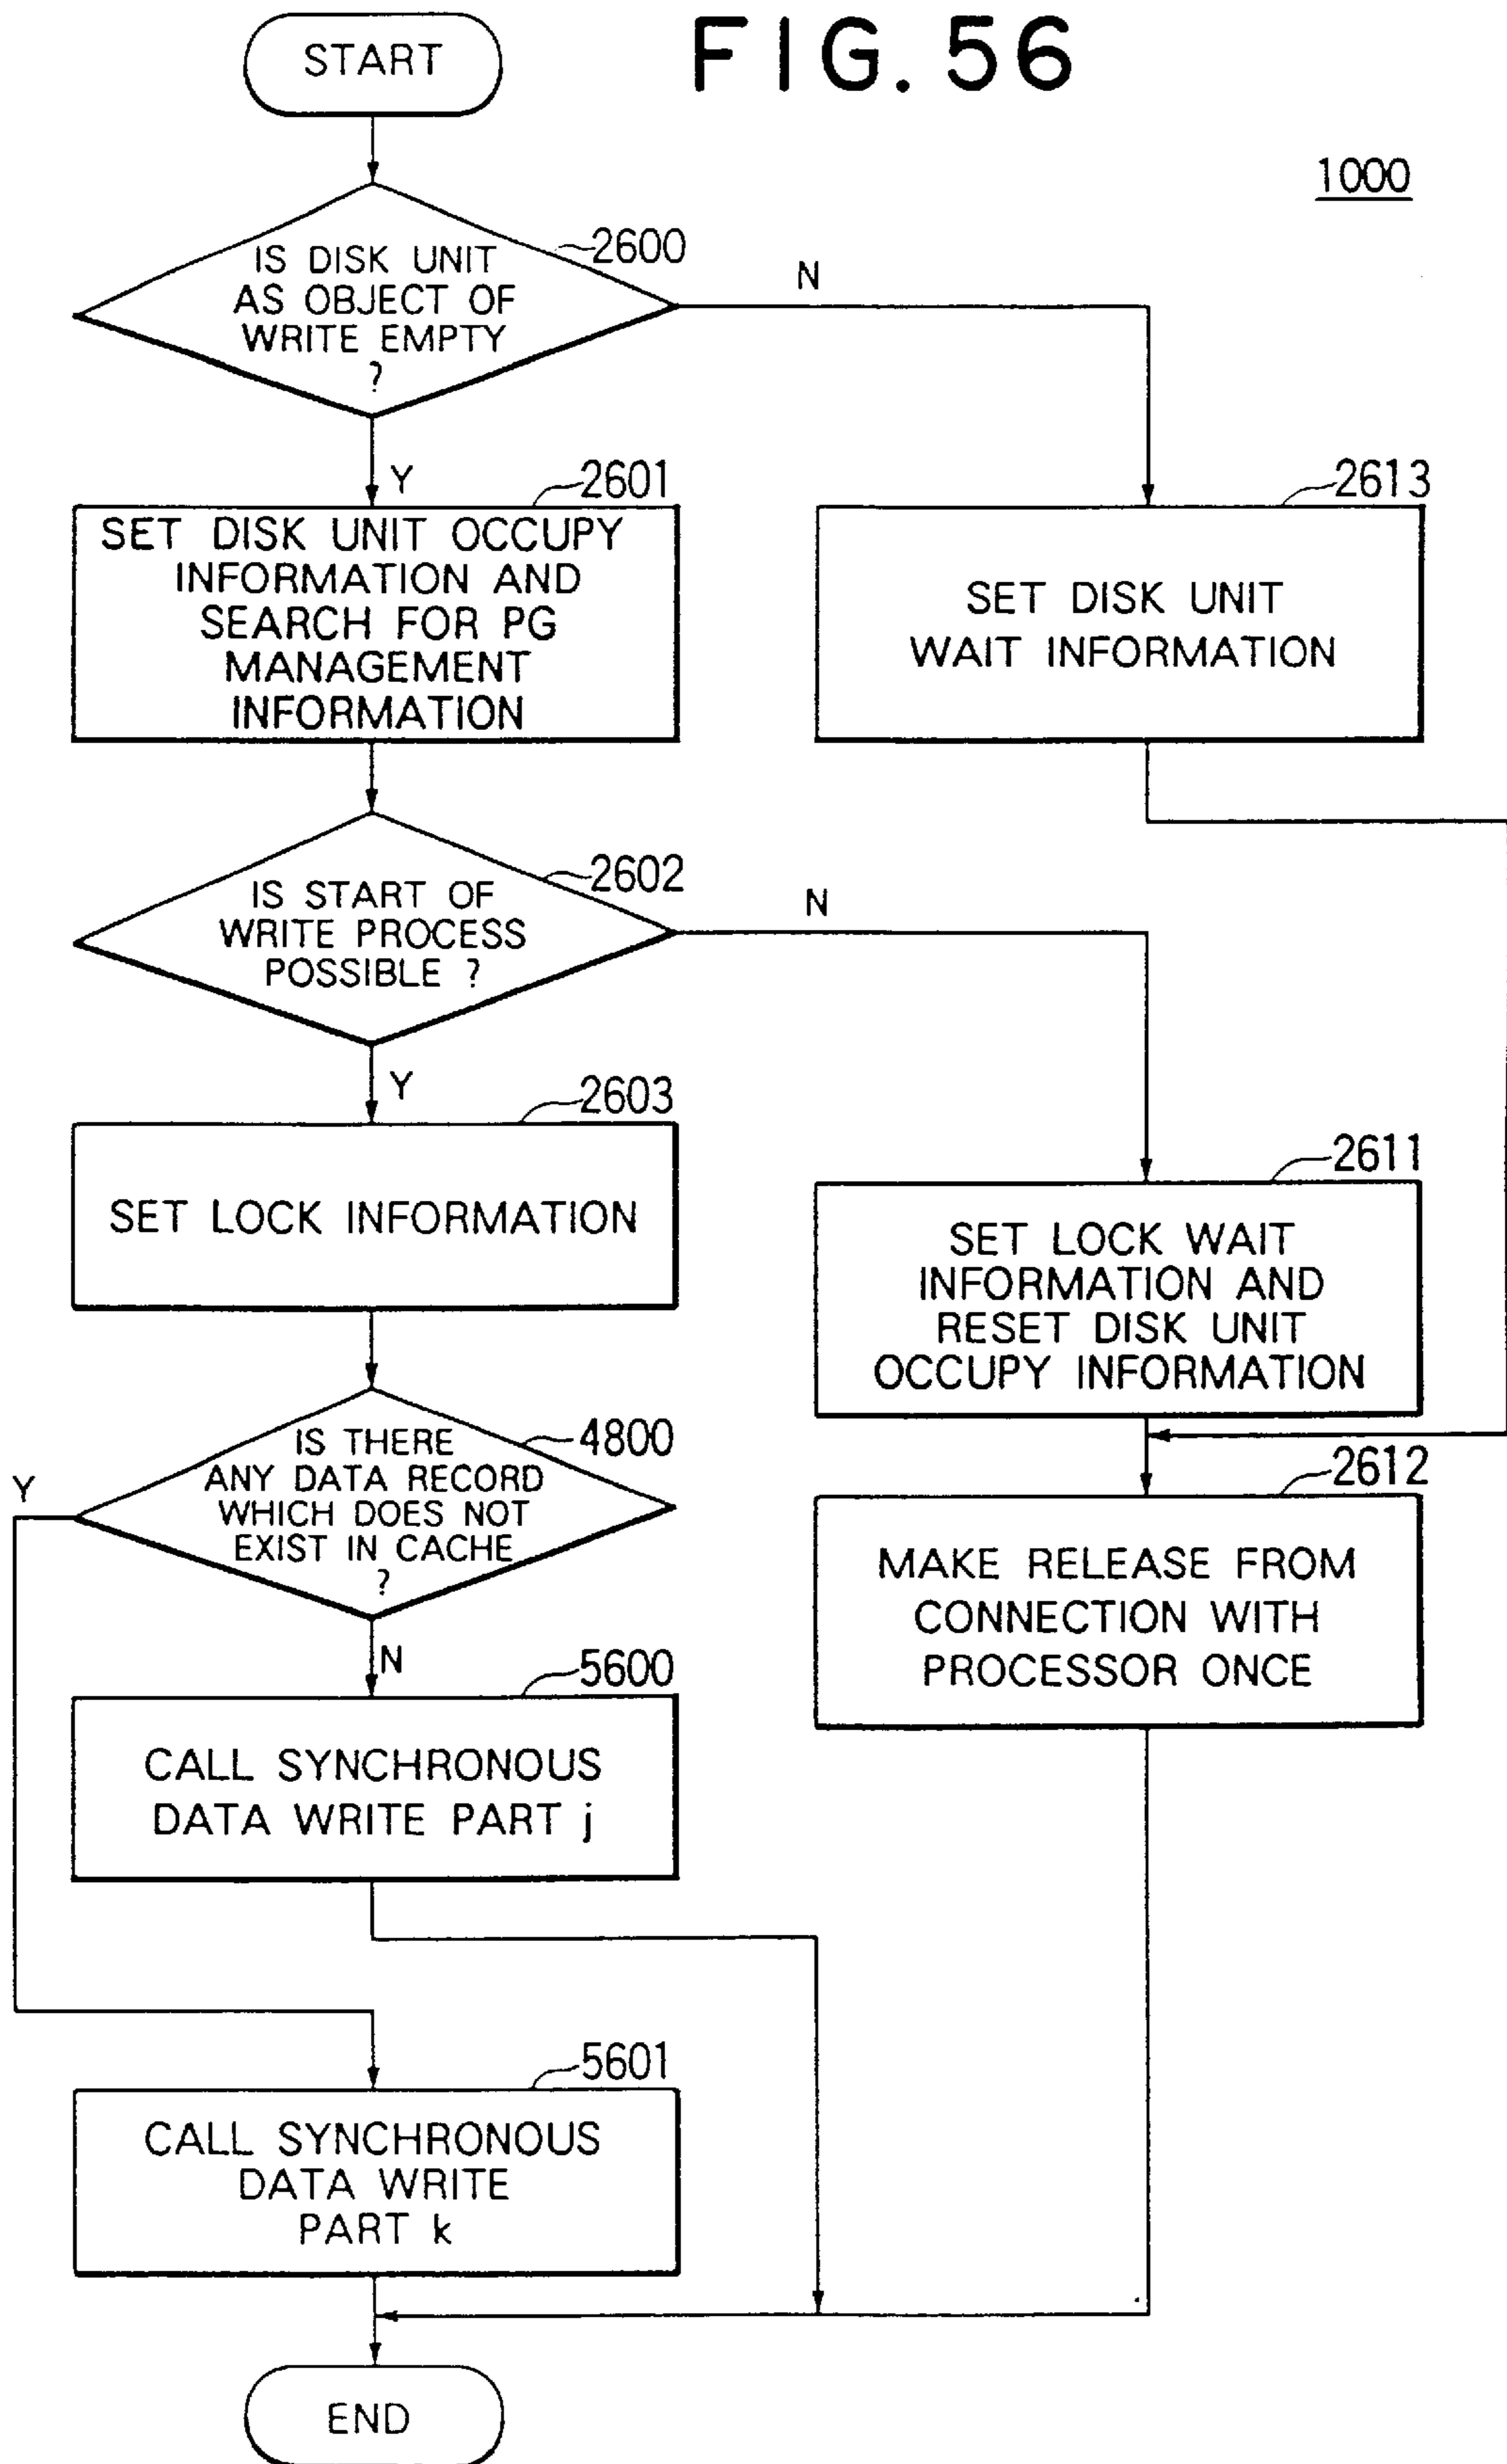 FIG. 56
START
1000
IS DISK UNIT
AS OBJECT OF
WRITE EMPTY
?
2600
N
Y
2601
SET DISK UNIT OCCUPY
INFORMATION AND
SEARCH FOR PG
MANAGEMENT
INFORMATION
2613
SET DISK UNIT
WAIT INFORMATION
IS START OF
WRITE PROCESS
POSSIBLE ?
2602
N
Y
2603
SET LOCK INFORMATION
2611
SET LOCK WAIT
INFORMATION AND
RESET DISK UNIT
OCCUPY INFORMATION
IS THERE
ANY DATA RECORD
WHICH DOES NOT
EXIST IN CACHE
?
4800
Y
N
2612
MAKE RELEASE FROM
CONNECTION WITH
PROCESSOR ONCE
5600
CALL SYNCHRONOUS
DATA WRITE PART j
5601
CALL SYNCHRONOUS
DATA WRITE
PART k
END